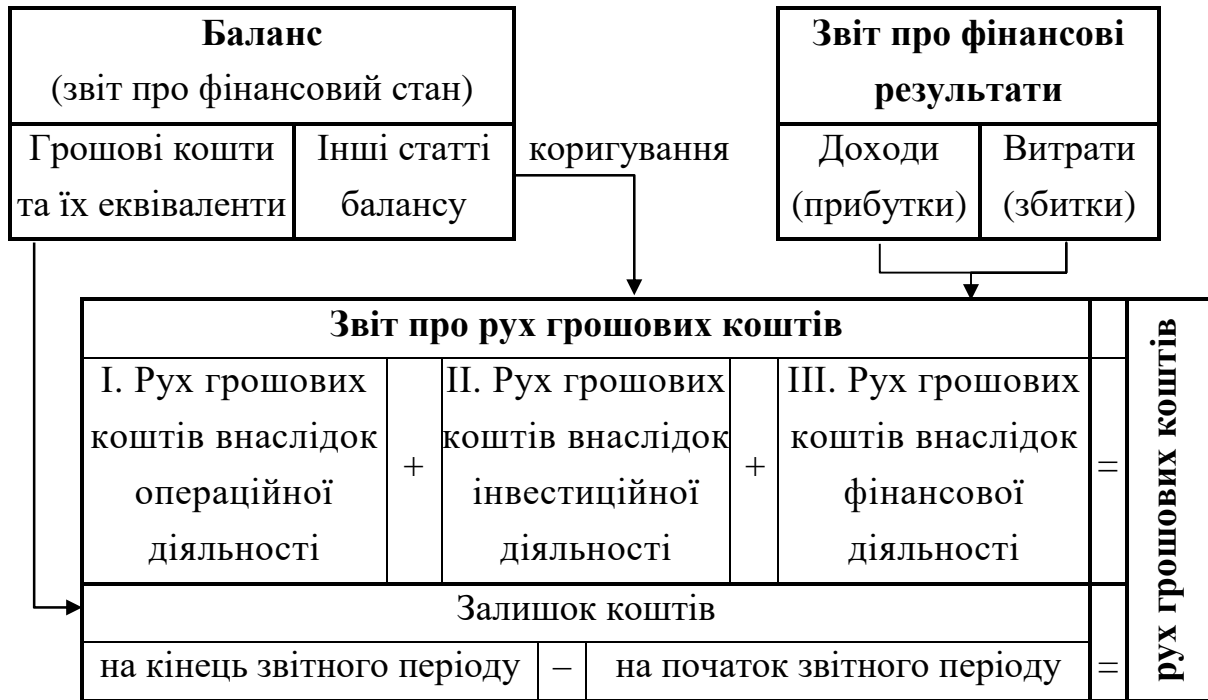 Баланс
(звіт про фінансовий стан)
Грошові кошти
та їх еквіваленти
Інші статті
балансу
коригування
Звіт про фінансові
результати
Доходи
(прибутки)
Витрати
(збитки)
Звіт про рух грошових коштів
I. Рух грошових
коштів внаслідок
операційної
діяльності
+
II. Рух грошових
коштів внаслідок
інвестиційної
діяльності
+
III. Рух грошових
коштів внаслідок
фінансової
діяльності
=
Залишок коштів
на кінець звітного періоду – на початок звітного періоду =
рух грошових коштів